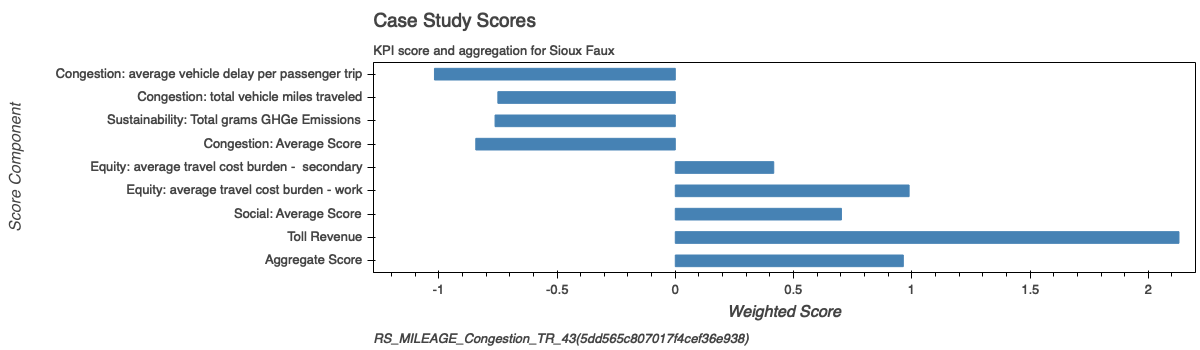 Case Study Scores
KPI score and aggregation for Sioux Faux
Score Component
Congestion: average vehicle delay per passenger trip
Congestion: total vehicle miles traveled
Sustainability: Total grams GHGe Emissions
Congestion: Average Score
Equity: average travel cost burden -  secondary
Equity: average travel cost burden - work
Social: Average Score
Toll Revenue
Aggregate Score
-1 -0.5 0 0.5 1 1.5 2
Weighted Score
RS_MILEAGE_Congestion_TR_43(5dd565c807017f4cef36e938)